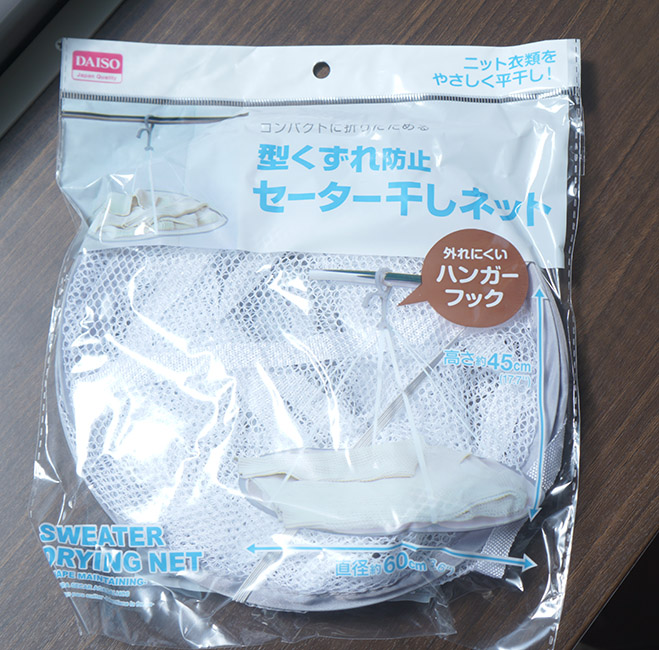 DAISO
Japan Quality
ニット衣類を
やさしく平干し!
コンパクトに折りたためる
型くずれ防止
セーター干しネット
外れにくい
ハンガー
フック
高さ約45cm
直径約60cm
SWEATER
DRYING NET